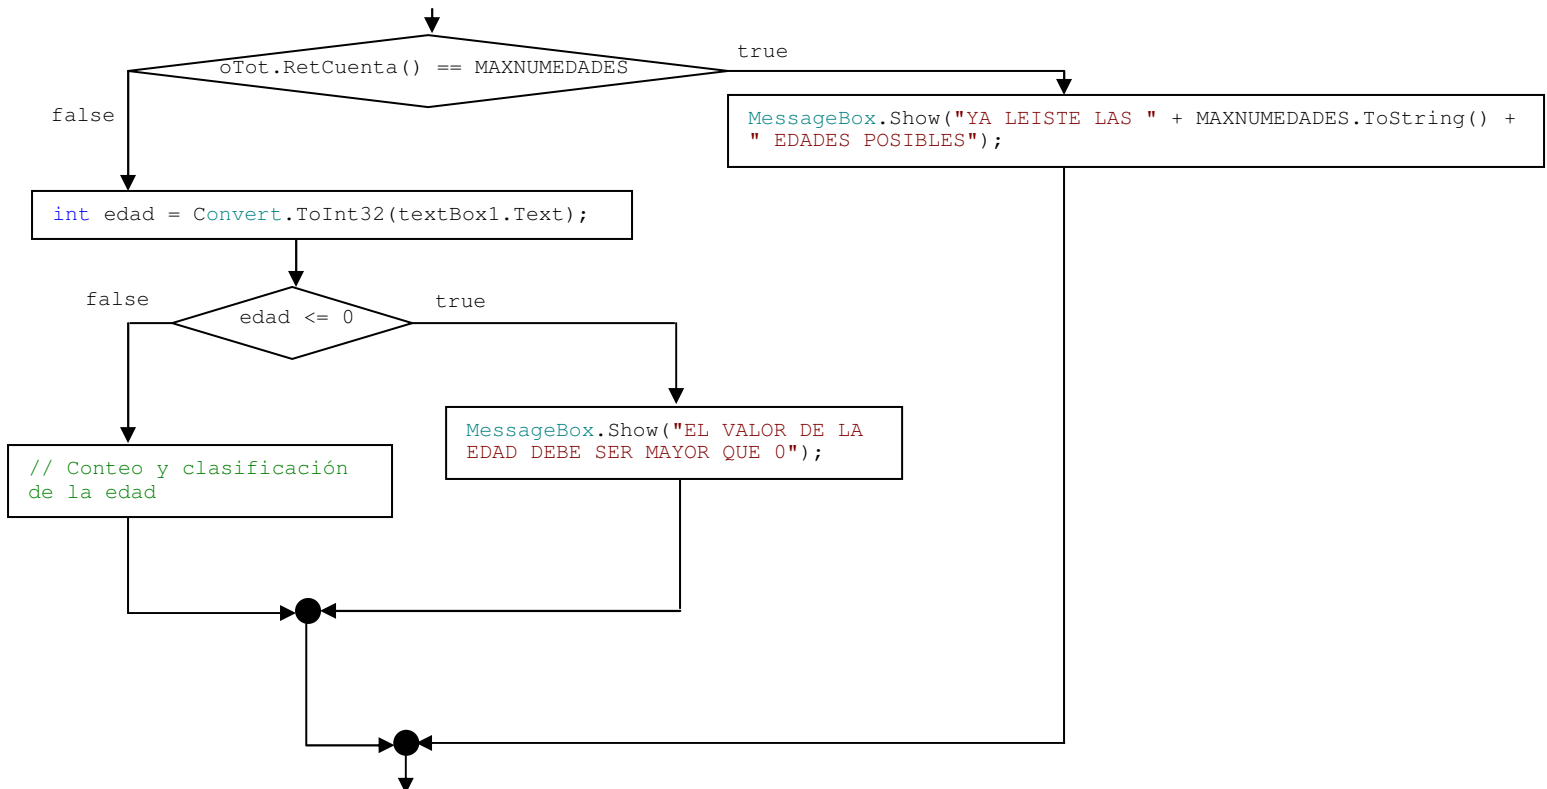 oTot.RetCuenta() == MAXNUMEDADES
true
false
MessageBox.Show("YA LEISTE LAS " + MAXNUMEDADES.ToString() +
" EDADES POSIBLES");
int edad = Convert.ToInt32(textBox1.Text);
false
true
edad <= 0
MessageBox.Show("EL VALOR DE LA
EDAD DEBE SER MAYOR QUE 0");
// Conteo y clasificación
de la edad